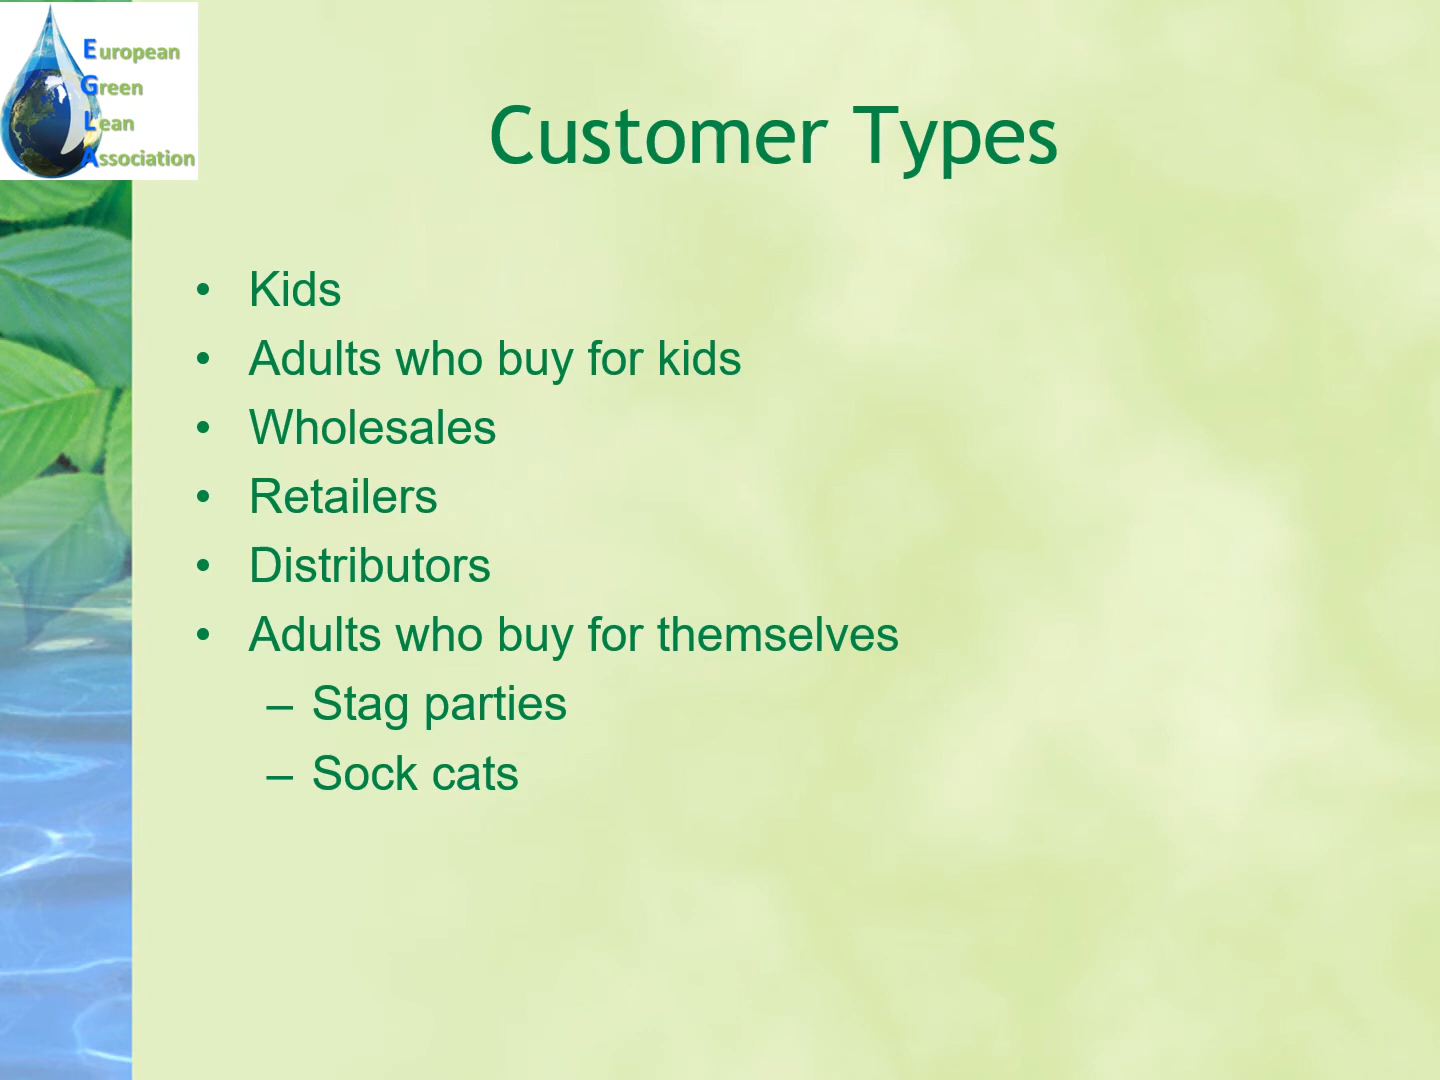 European
Green
Lean
Association
Customer Types
• Kids
• Adults who buy for kids
• Wholesales
• Retailers
• Distributors
• Adults who buy for themselves
– Stag parties
– Sock cats